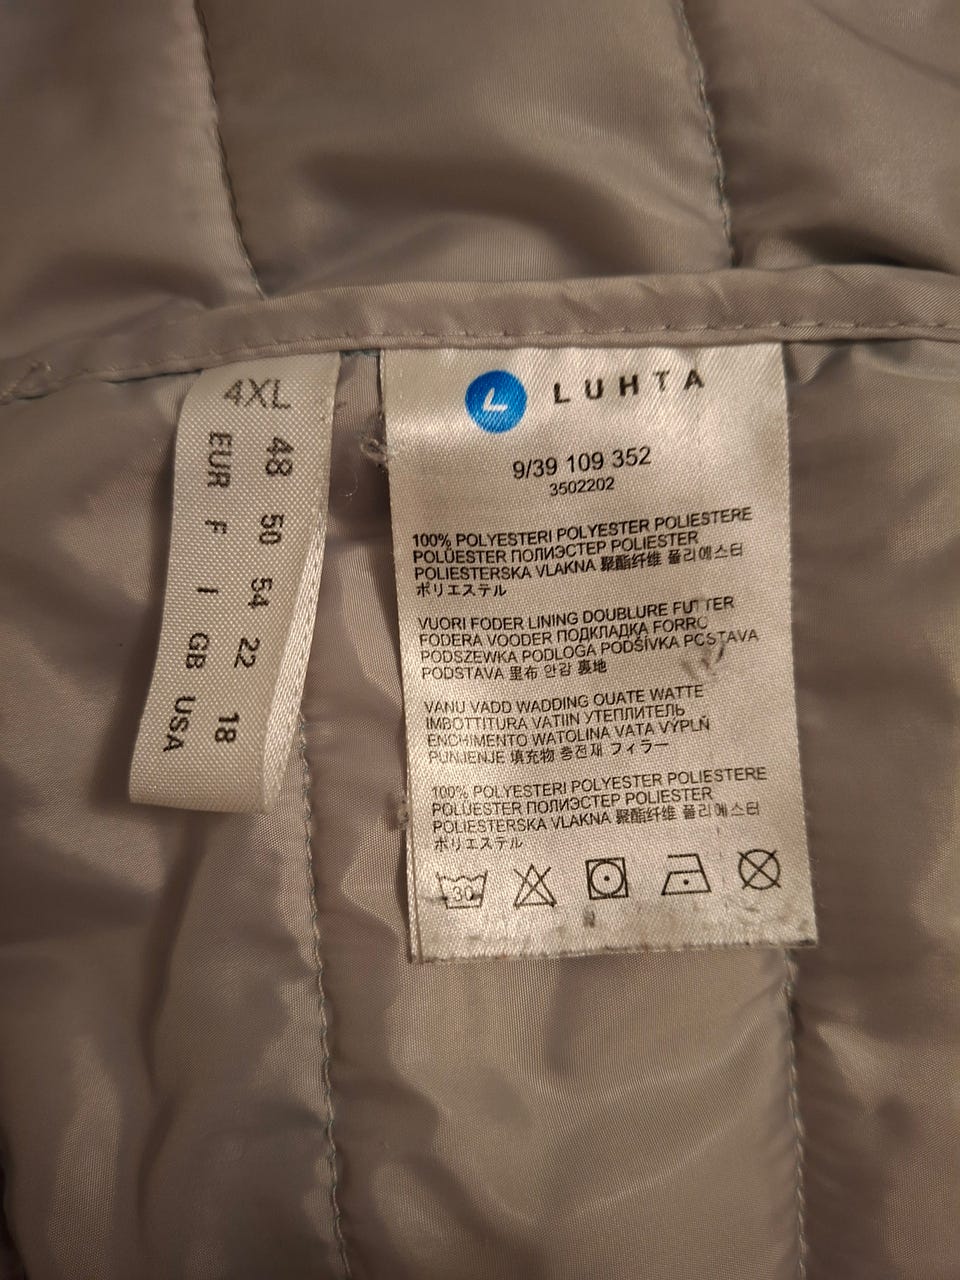 4XL
EUR 48
F 50
I 54
GB 22
USA 18
L LUHTA
9/39 109 352
3502202
100% POLYESTERI POLYESTER POLIESTERE
POLÜESTER ПОЛИЭСТЕР POLIESTER
POLIESTERSKA VLAKNA 聚酯纤维 폴리에스터
ポリエステル
VUORI FODER LINING DOUBLURE FUTTER
FODERA VOODER ПОДКЛАДКА FORRO
PODSZEWKA PODLOGA PODŠÍVKA POSTAVA
PODSTAVA 里布 안감 裏地
VANU VADD WADDING OUATE WATTE
IMBOTTITURA VATIIN УТЕПЛИТЕЛЬ
ENCHIMENTO WATOLINA VATA VÝPLŇ
PUNJENJE 填充物 충전재 フィラー
100% POLYESTERI POLYESTER POLIESTERE
POLÜESTER ПОЛИЭСТЕР POLIESTER
POLIESTERSKA VLAKNA 聚酯纤维 폴리에스터
ポリエステル
30